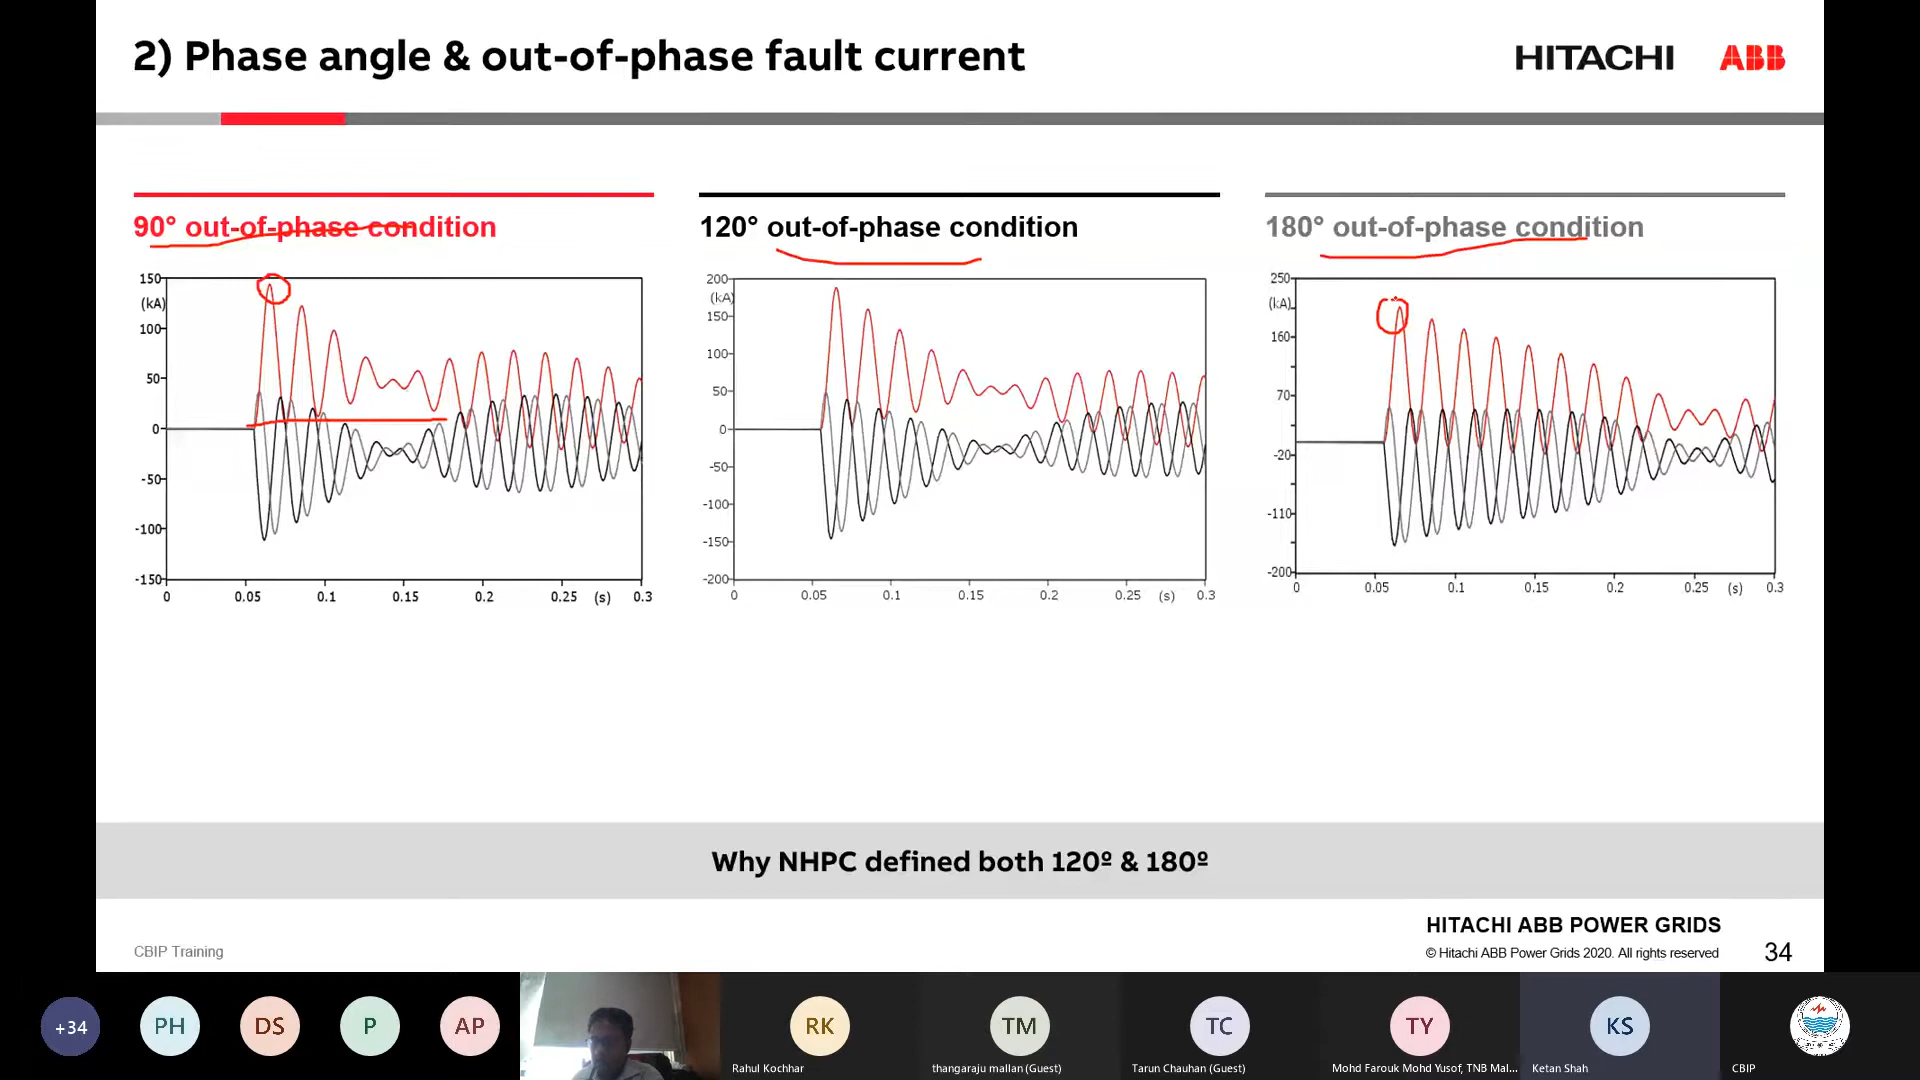 2) Phase angle & out-of-phase fault current
HITACHI ABB
90° out-of-phase condition
120° out-of-phase condition
180° out-of-phase condition
150
(kA)
100
50
0
-50
-100
-150
0 0.05 0.1 0.15 0.2 0.25 (s) 0.3
200
(kA)
150
100
50
0
-50
-100
-150
-200
0 0.05 0.1 0.15 0.2 0.25 (s) 0.3
250
(kA)
160
70
-20
-110
-200
0 0.05 0.1 0.15 0.2 0.25 (s) 0.3
Why NHPC defined both 120º & 180º
HITACHI ABB POWER GRIDS
CBIP Training
© Hitachi ABB Power Grids 2020. All rights reserved
34
+34 PH DS P AP RK TM TC TY KS
Rahul Kochhar
thangaraju mallan (Guest)
Tarun Chauhan (Guest)
Mohd Farouk Mohd Yusof, TNB Mal...
Ketan Shah
CBIP